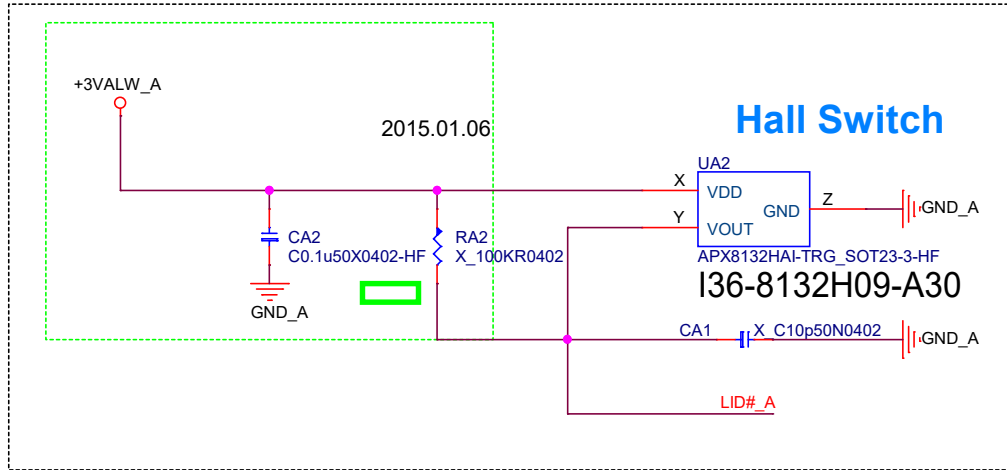 +3VALW_A
2015.01.06
Hall Switch
UA2
X
VDD
Y
VOUT
GND
Z
GND_A
APX8132HAI-TRG_SOT23-3-HF
I36-8132H09-A30
CA2
C0.1u50X0402-HF
GND_A
RA2
X_100KR0402
CA1
X_C10p50N0402
GND_A
LID#_A